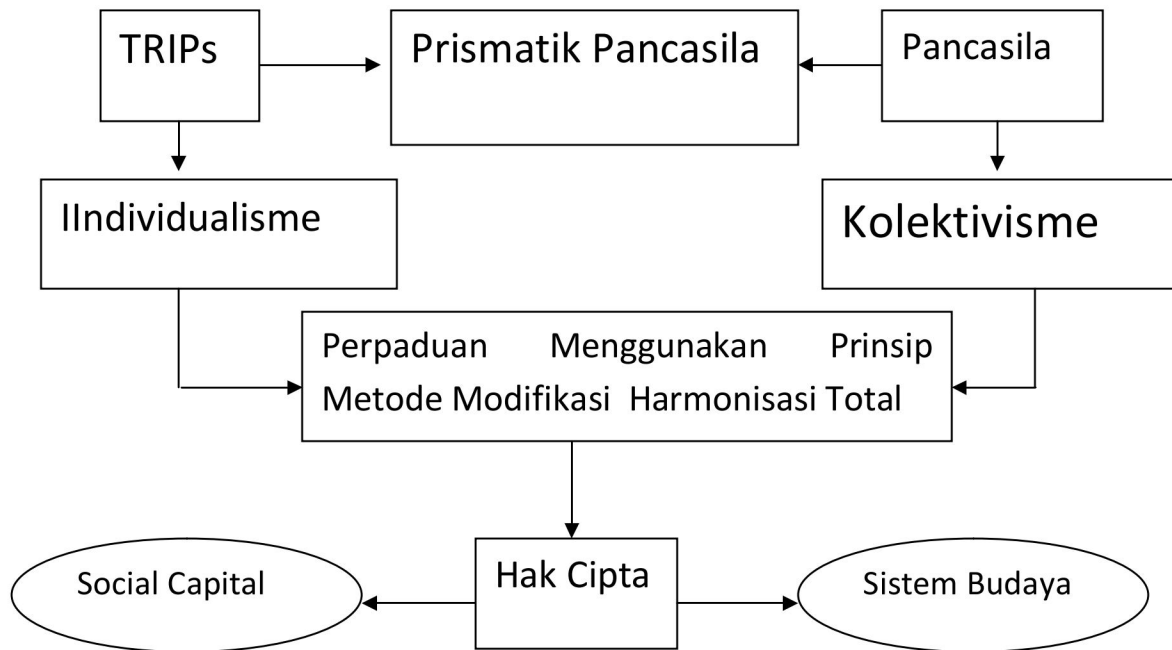 TRIPs
Prismatik Pancasila
Pancasila
IIndividualisme
Kolektivisme
Perpaduan Menggunakan Prinsip
Metode Modifikasi Harmonisasi Total
Social Capital
Hak Cipta
Sistem Budaya